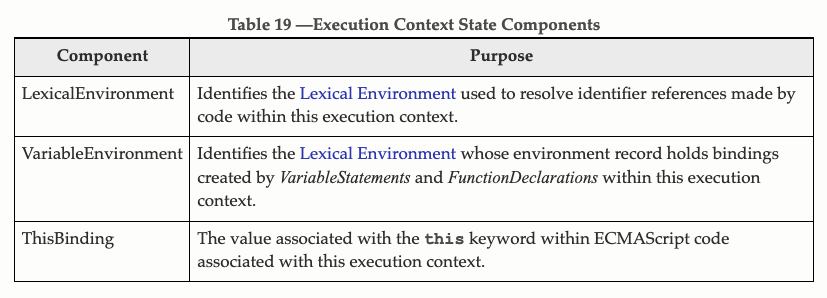 Table 19 —Execution Context State Components
Component
Purpose
LexicalEnvironment
Identifies the Lexical Environment used to resolve identifier references made by
code within this execution context.
VariableEnvironment
Identifies the Lexical Environment whose environment record holds bindings
created by VariableStatements and FunctionDeclarations within this execution
context.
ThisBinding
The value associated with the this keyword within ECMAScript code
associated with this execution context.